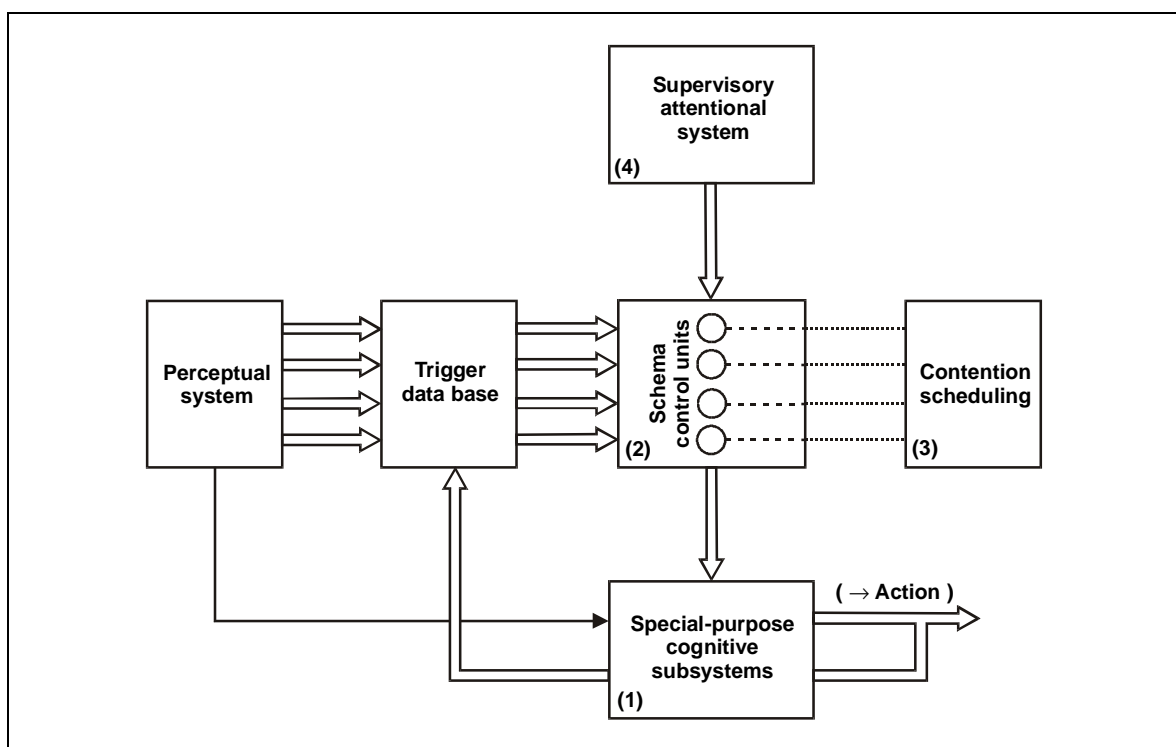 Supervisory
attentional
system
(4)
Perceptual
system
Trigger
data base
Schema
control units
(2)
Contention
scheduling
(3)
( → Action )
Special-purpose
cognitive
subsystems
(1)